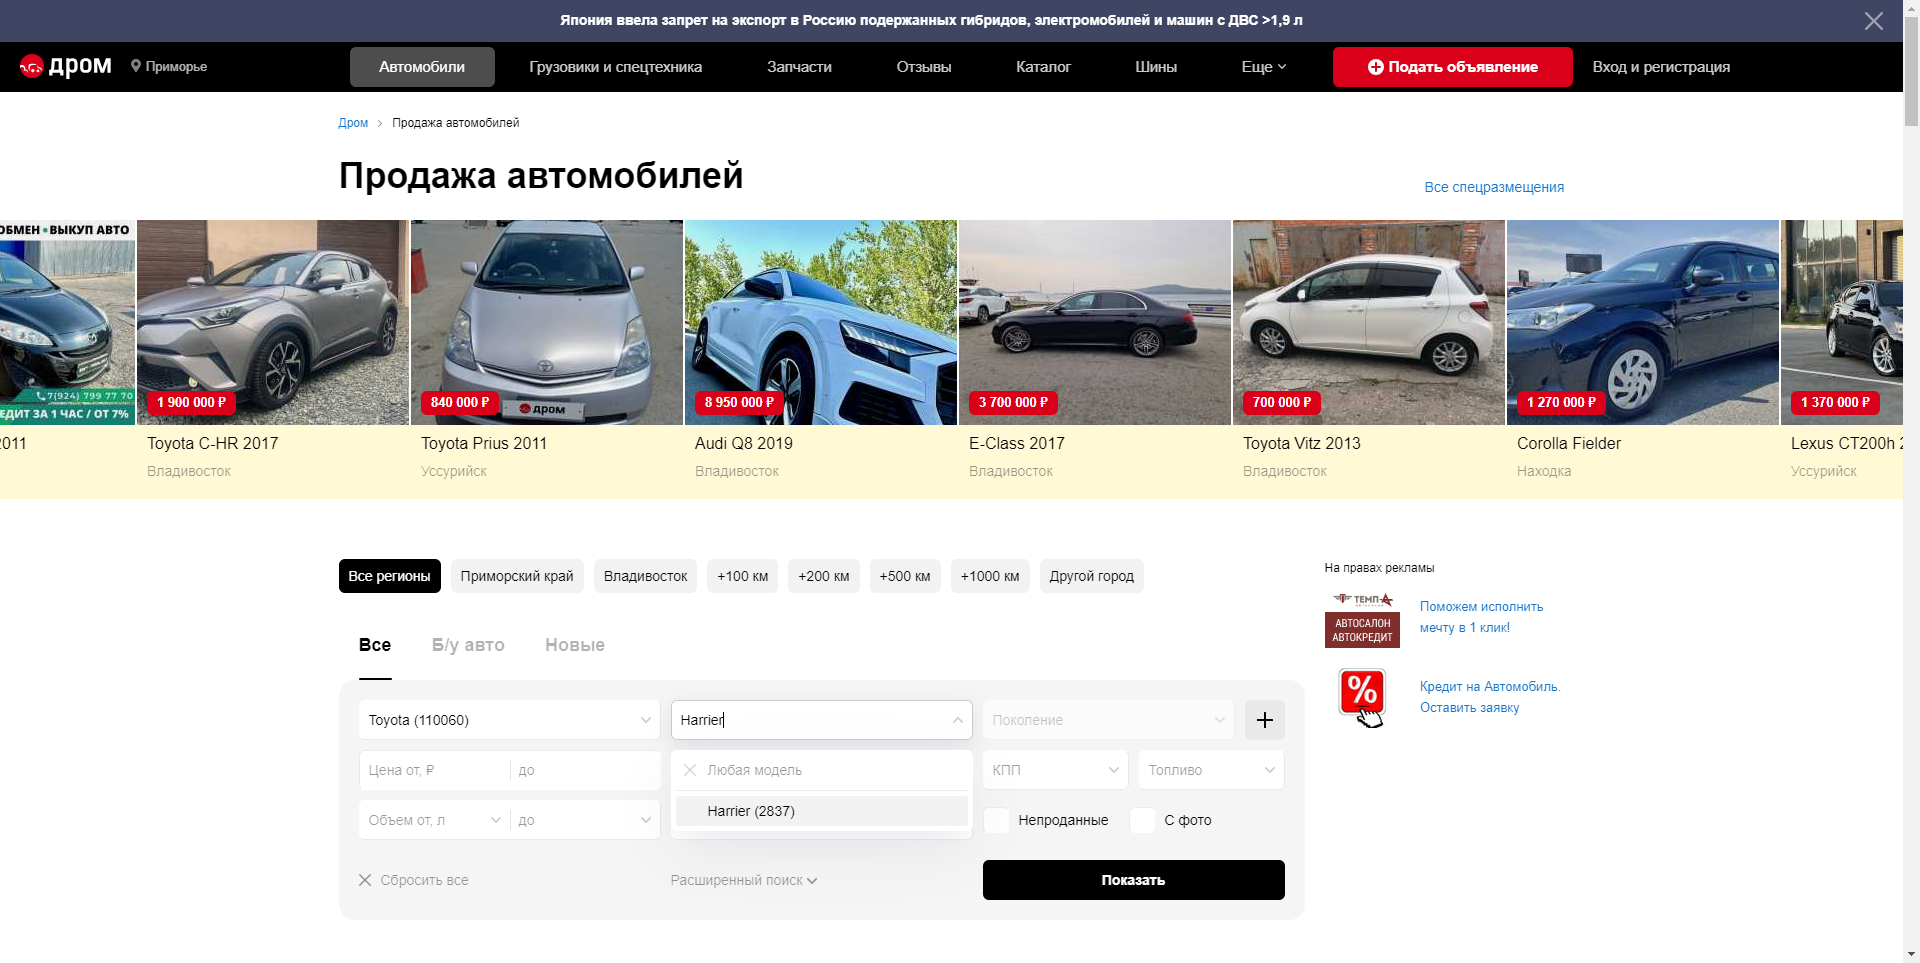 Япония ввела запрет на экспорт в Россию подержанных гибридов, электромобилей и машин с ДВС >1,9 л
дром Приморье Автомобили Грузовики и спецтехника Запчасти Отзывы Каталог Шины Еще Подать объявление Вход и регистрация
Дром > Продажа автомобилей
Продажа автомобилей
Все спецразмещения
ОБМЕН • ВЫКУП АВТО
7(924) 799 77 70
ЕДИТ ЗА 1 ЧАС / ОТ 7%
дром
1 900 000 ₽ 840 000 ₽ 8 950 000 ₽ 3 700 000 ₽ 700 000 ₽ 1 270 000 ₽ 1 370 000 ₽
2011 Toyota C-HR 2017 Toyota Prius 2011 Audi Q8 2019 E-Class 2017 Toyota Vitz 2013 Corolla Fielder Lexus CT200h 2
Владивосток Уссурийск Владивосток Владивосток Владивосток Находка Уссурийск
Все регионы Приморский край Владивосток +100 км +200 км +500 км +1000 км Другой город
На правах рекламы
ТЕМП-А
АВТОСАЛОН
АВТОКРЕДИТ
Поможем исполнить
мечту в 1 клик!
%
Кредит на Автомобиль.
Оставить заявку
Все Б/у авто Новые
Toyota (110060) Harrier Поколение +
Цена от, ₽ до Любая модель КПП Топливо
Объем от, л до Harrier (2837) Непроданные С фото
Сбросить все Расширенный поиск Показать